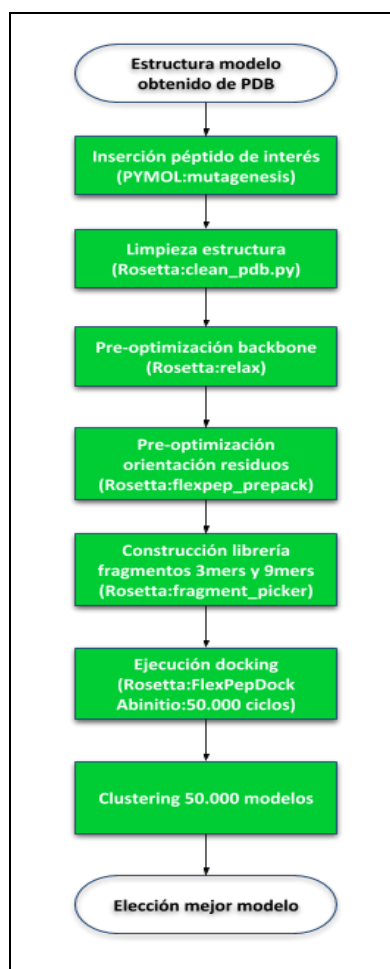 Estructura modelo
obtenido de PDB
Inserción péptido de interés
(PYMOL:mutagenesis)
Limpieza estructura
(Rosetta:clean_pdb.py)
Pre-optimización backbone
(Rosetta:relax)
Pre-optimización
orientación residuos
(Rosetta:flexpep_prepack)
Construcción librería
fragmentos 3mers y 9mers
(Rosetta:fragment_picker)
Ejecución docking
(Rosetta:FlexPepDock
Abinitio:50.000 ciclos)
Clustering 50.000 modelos
Elección mejor modelo